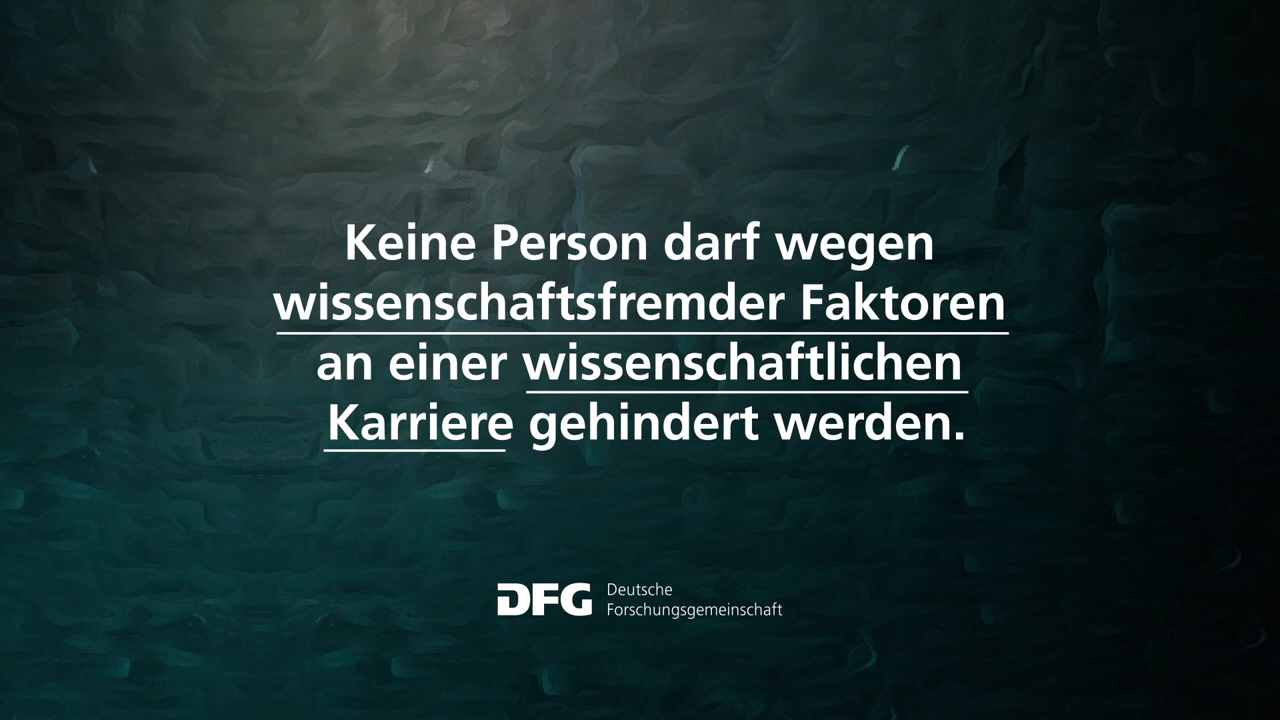 Keine Person darf wegen
wissenschaftsfremder Faktoren
an einer wissenschaftlichen
Karriere gehindert werden.
DFG Deutsche
Forschungsgemeinschaft